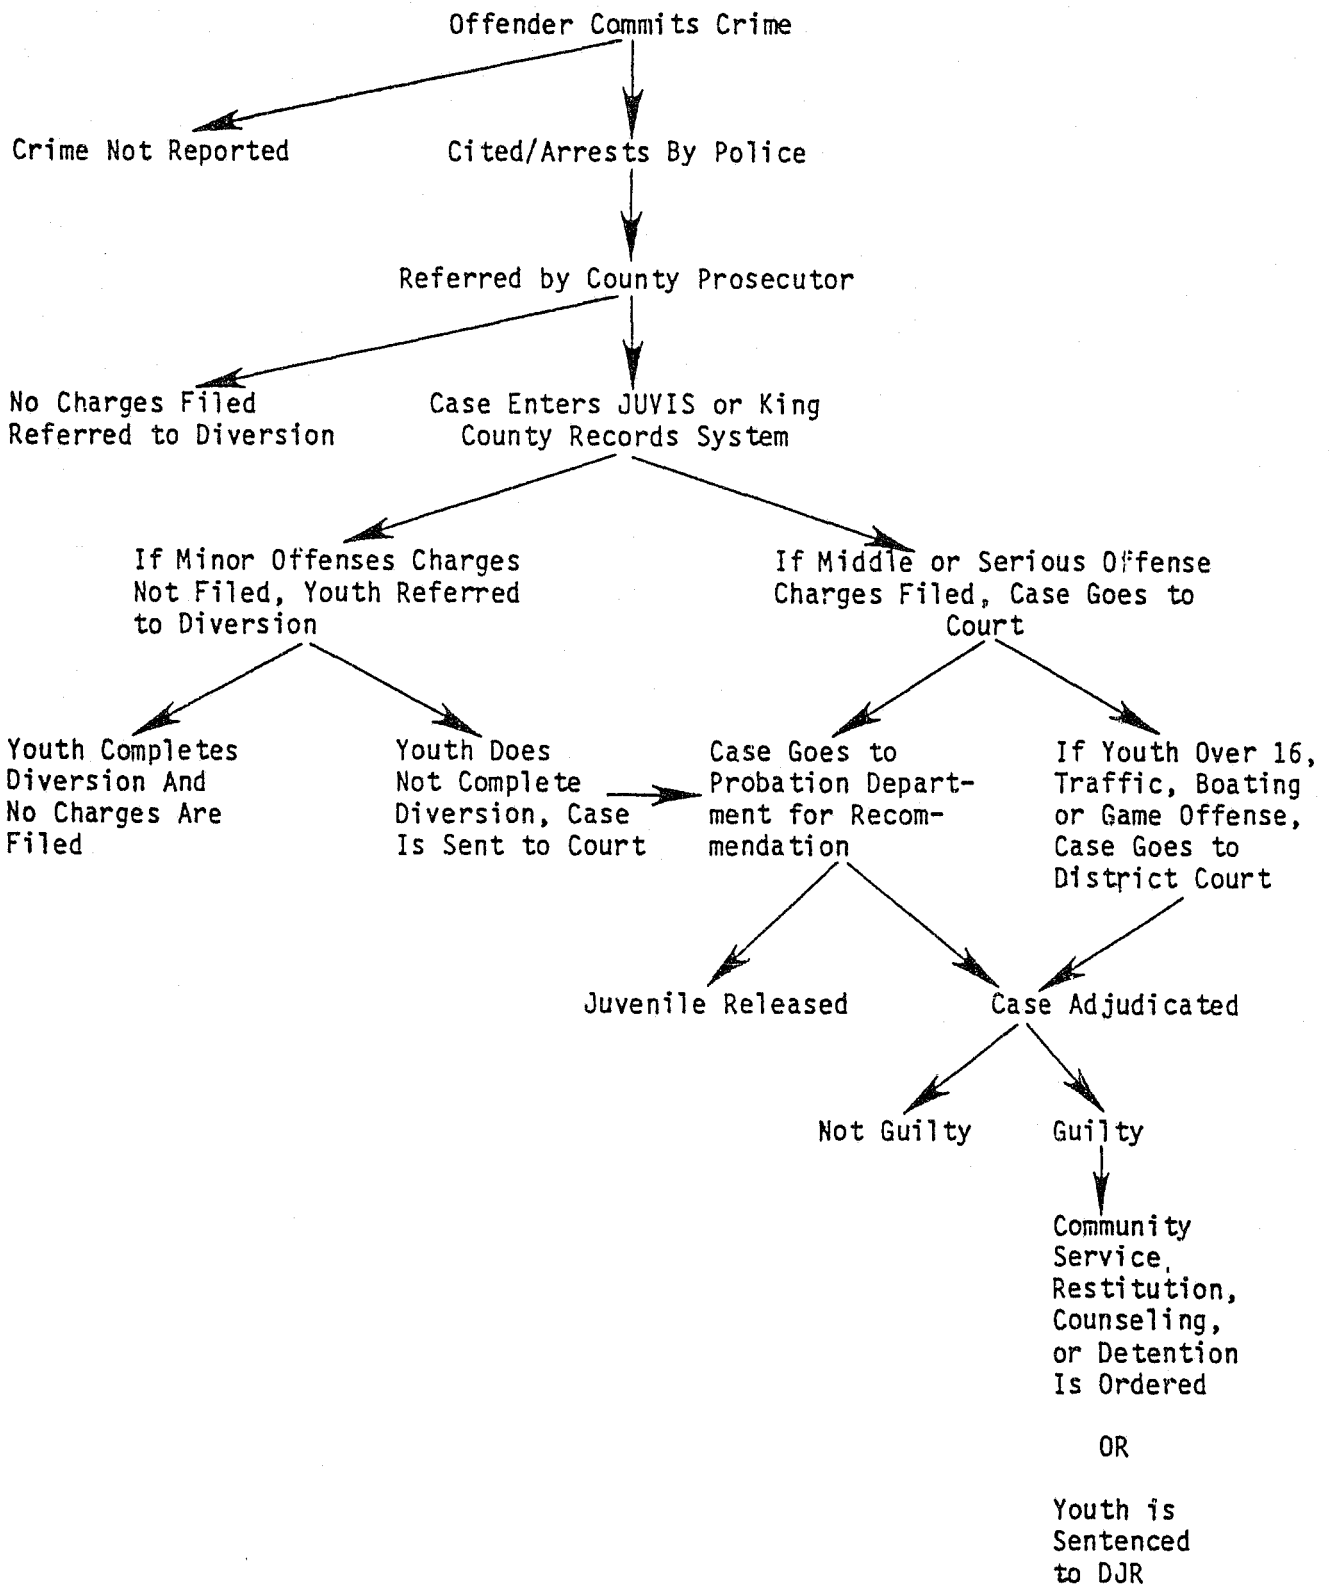 Offender Commits Crime
Crime Not Reported
Cited/Arrests By Police
Referred by County Prosecutor
No Charges Filed
Referred to Diversion
Case Enters JUVIS or King
County Records System
If Minor Offenses Charges
Not Filed, Youth Referred
to Diversion
If Middle or Serious Offense
Charges Filed, Case Goes to
Court
Youth Completes
Diversion And
No Charges Are
Filed
Youth Does
Not Complete
Diversion, Case
Is Sent to Court
Case Goes to
Probation Depart-
ment for Recom-
mendation
If Youth Over 16,
Traffic, Boating
or Game Offense,
Case Goes to
District Court
Juvenile Released
Case Adjudicated
Not Guilty
Guilty
Community
Service,
Restitution,
Counseling,
or Detention
Is Ordered
OR
Youth is
Sentenced
to DJR